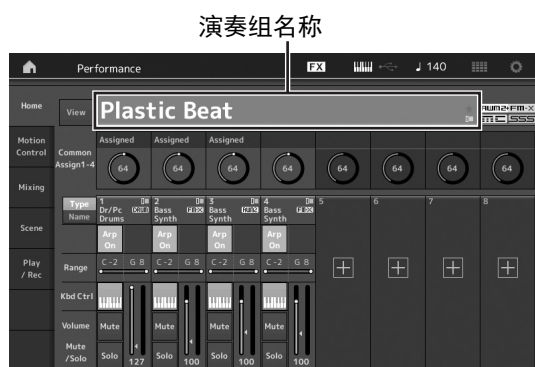 演奏组名称
Performance
FX
140
Home
View
Plastic Beat
AWM2+FM-X
MC SSS
Motion
Control
Common
Assign1-4
Assigned Assigned Assigned
64 64 64 64 64 64 64 64
Mixing
Type
Name
1 2 3 4 5 6 7 8
Dr/Pc Bass Bass Bass
Drums Synth Synth Synth
Scene
Arp Arp Arp Arp
On On On On
Play
/ Rec
Range
C -2 G 8 C -2 G 8 C -2 G 8 C -2 G 8
Kbd Ctrl
Volume
Mute Mute Mute Mute
Mute
/Solo
Solo 127 Solo 100 Solo 100 Solo 100